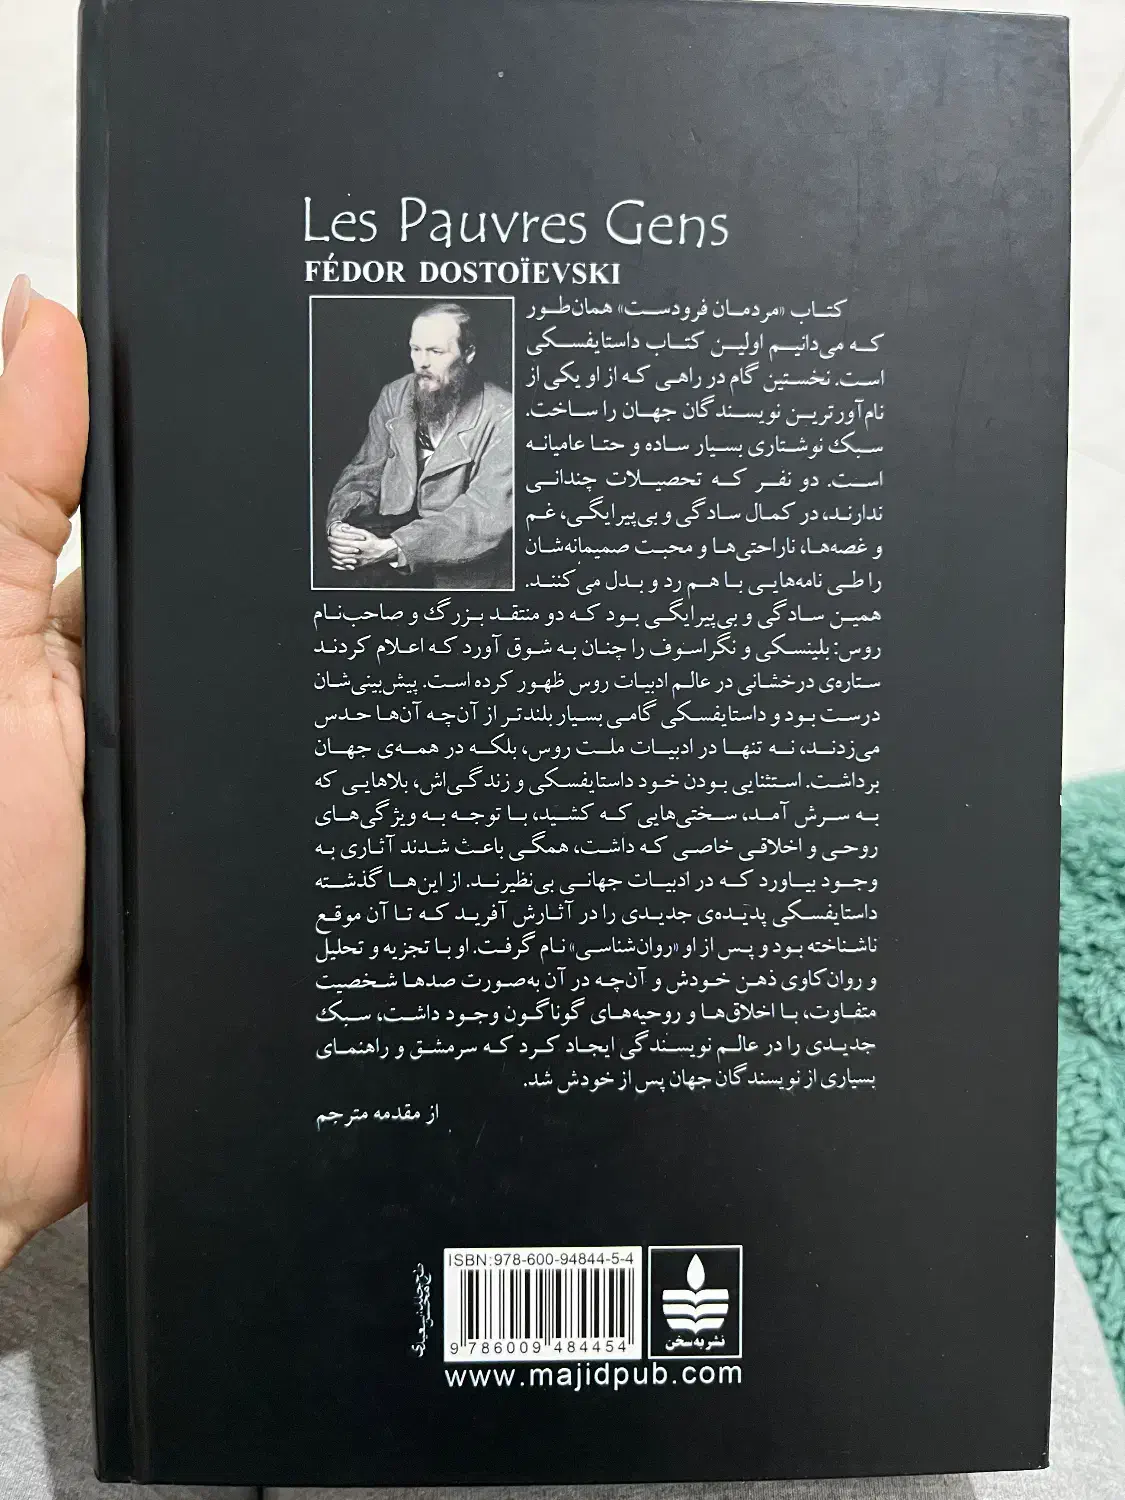 Les Pauvres Gens
FÉDOR DOSTOÏEVSKI
کتاب «مردمان فرودست» همان‌طور
که می‌دانیم اولین کتاب داستایفسکی
است. نخستین گام در راهی که از او یکی از
نام‌آورترین نویسندگان جهان را ساخت.
سبک نوشتاری بسیار ساده و حتا عامیانه
است. دو نفر که تحصیلات چندانی
ندارند، در کمال سادگی و بی‌پیرایگی، غم
و غصه‌ها، ناراحتی‌ها و محبت صمیمانه‌شان
را طی نامه‌هایی با هم رد و بدل می‌کنند.
همین سادگی و بی‌پیرایگی بود که دو منتقد بزرگ و صاحب‌نام
روس: بلینسکی و نگراسوف را چنان به شوق آورد که اعلام کردند
ستاره‌ی درخشانی در عالم ادبیات روس ظهور کرده است. پیش‌بینی‌شان
درست بود و داستایفسکی گامی بسیار بلندتر از آن‌چه آن‌ها حدس
می‌زدند، نه تنها در ادبیات ملت روس، بلکه در همه‌ی جهان
برداشت. استثنایی بودن خود داستایفسکی و زندگی‌اش، بلاهایی که
به سرش آمد، سختی‌هایی که کشید، با توجه به ویژگی‌های
روحی و اخلاقی خاصی که داشت، همگی باعث شدند آثاری به
وجود بیاورد که در ادبیات جهانی بی‌نظیرند. از این‌ها گذشته
داستایفسکی پدیده‌ی جدیدی را در آثارش آفرید که تا آن موقع
ناشناخته بود و پس از او «روان‌شناسی» نام گرفت. او با تجزیه و تحلیل
و روان‌کاوی ذهن خودش و آن‌چه در آن به‌صورت صدها شخصیت
متفاوت، با اخلاق‌ها و روحیه‌های گوناگون وجود داشت، سبک
جدیدی را در عالم نویسندگی ایجاد کرد که سرمشق و راهنمای
بسیاری از نویسندگان جهان پس از خودش شد.
از مقدمه مترجم
طرح جلد: محسن سعیدی
ISBN:978-600-94844-5-4
9 786009 484454
نشر به سخن
www.majidpub.com